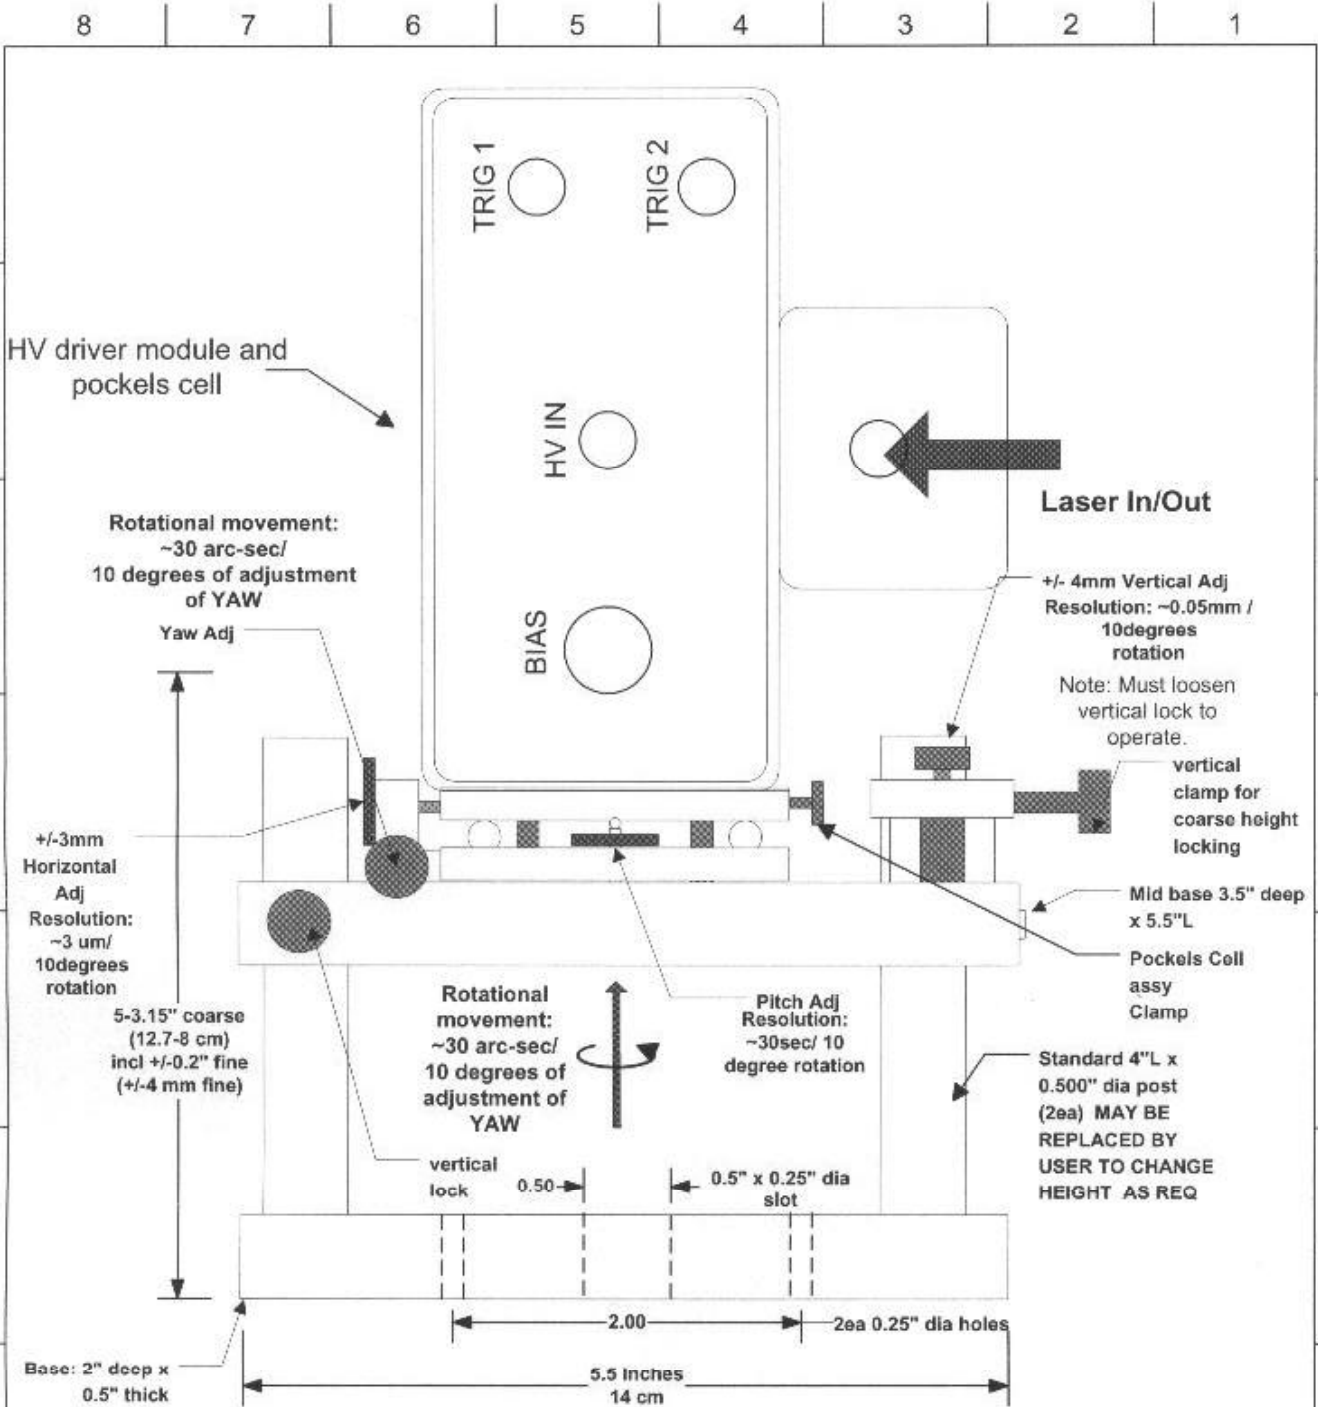 8 7 6 5 4 3 2 1
TRIG 1
TRIG 2
HV driver module and
pockels cell
HV IN
Laser In/Out
Rotational movement:
~30 arc-sec/
10 degrees of adjustment
of YAW
Yaw Adj
BIAS
+/- 4mm Vertical Adj
Resolution: ~0.05mm /
10degrees
rotation
Note: Must loosen
vertical lock to
operate.
vertical
clamp for
coarse height
locking
+/-3mm
Horizontal
Adj
Resolution:
~3 um/
10degrees
rotation
Mid base 3.5" deep
x 5.5"L
Pockels Cell
assy
Clamp
5-3.15" coarse
(12.7-8 cm)
incl +/-0.2" fine
(+/-4 mm fine)
Rotational
movement:
~30 arc-sec/
10 degrees of
adjustment of
YAW
Pitch Adj
Resolution:
~30sec/ 10
degree rotation
Standard 4"L x
0.500" dia post
(2ea) MAY BE
REPLACED BY
USER TO CHANGE
HEIGHT AS REQ
vertical
lock
0.50
0.5" x 0.25" dia
slot
2.00
2ea 0.25" dia holes
Base: 2" deep x
0.5" thick
5.5 inches
14 cm